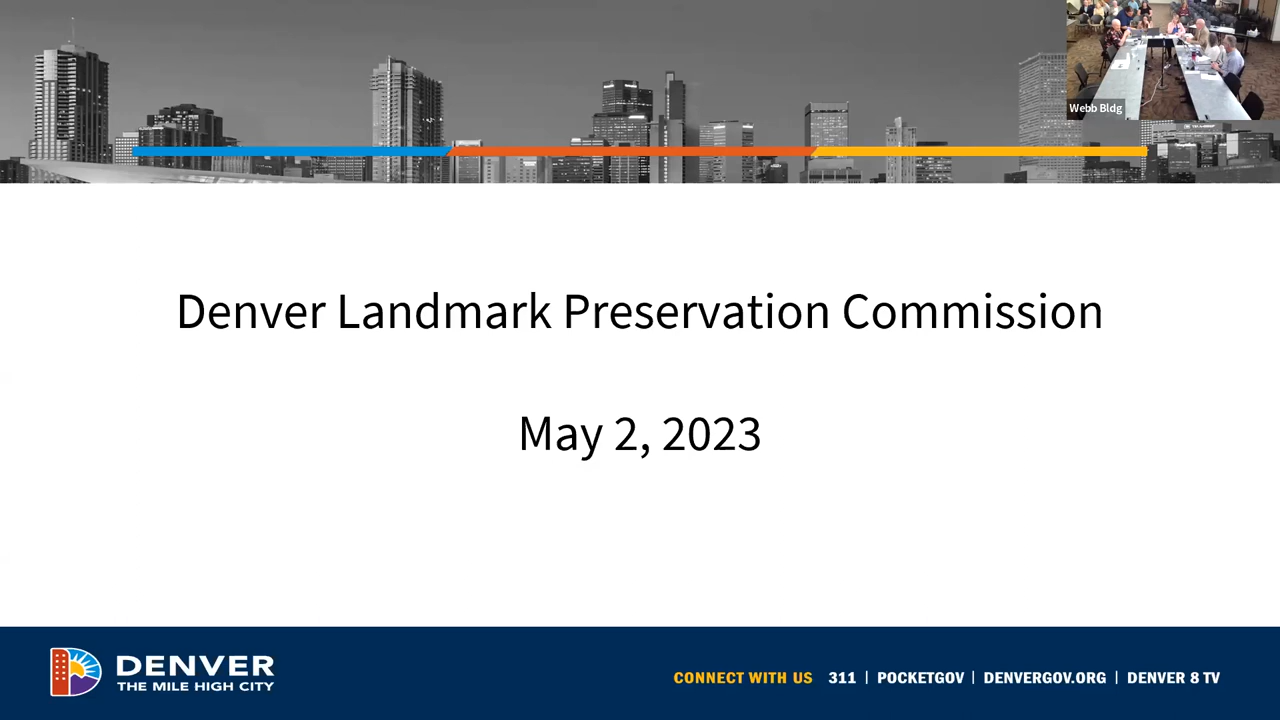 Webb Bldg
Denver Landmark Preservation Commission
May 2, 2023
DENVER
THE MILE HIGH CITY
CONNECT WITH US 311 | POCKETGOV | DENVERGOV.ORG | DENVER 8 TV